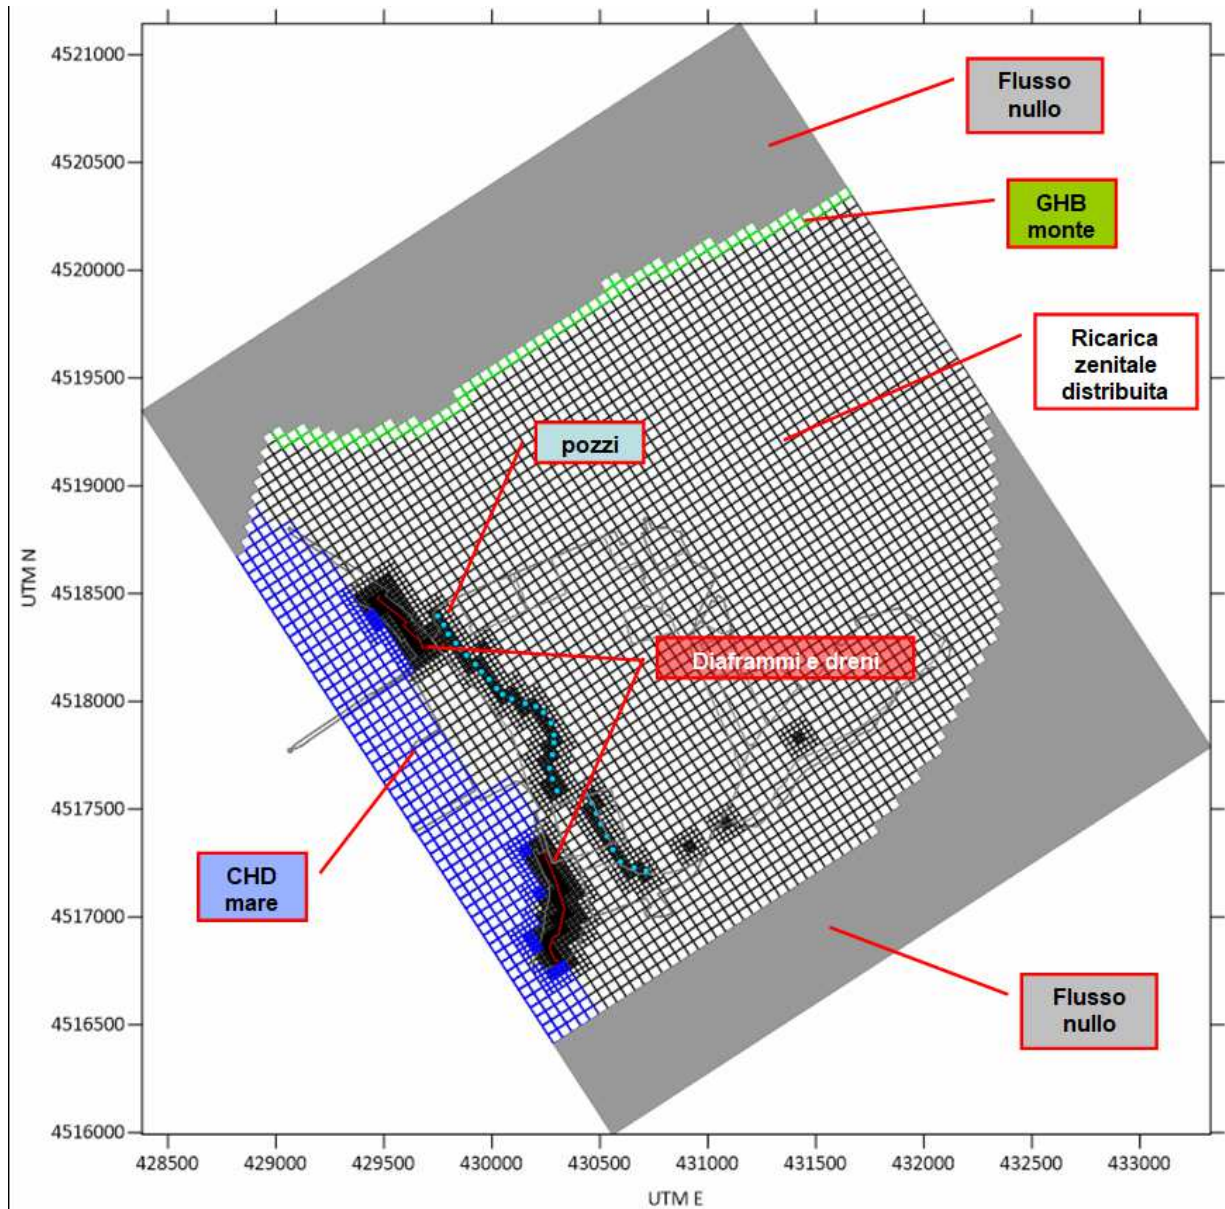 4521000
4520500
4520000
4519500
4519000
4518500
4518000
4517500
4517000
4516500
4516000
UTM N
428500 429000 429500 430000 430500 431000 431500 432000 432500 433000
UTM E
Flusso
nullo
GHB
monte
Ricarica
zenitale
distribuita
pozzi
Diaframmi e dreni
CHD
mare
Flusso
nullo